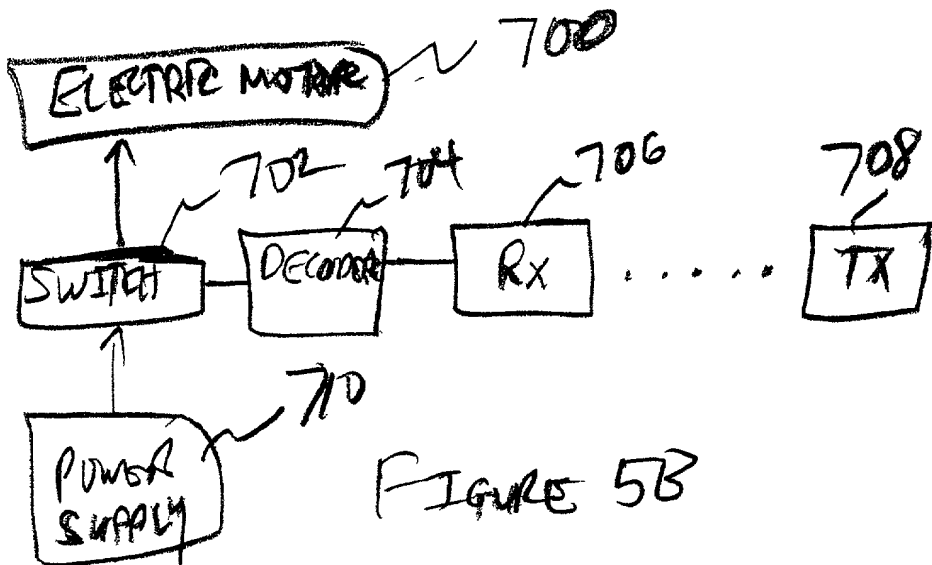 700
ELECTRIC MOTOR
702
704
706
708
SWITCH
DECODER
RX
TX
710
POWER
SUPPLY
FIGURE 5B